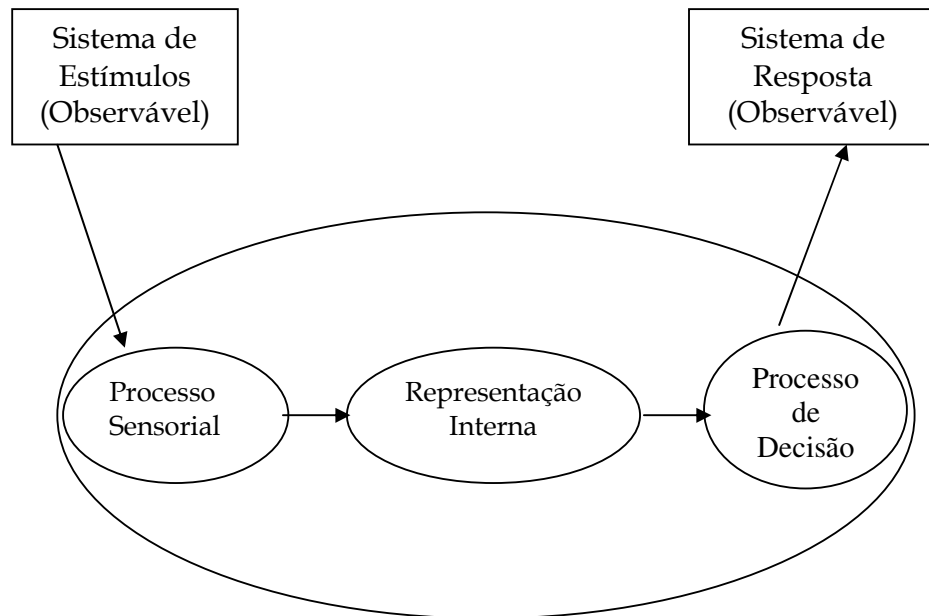 Sistema de
Estímulos
(Observável)
Sistema de
Resposta
(Observável)
Processo
Sensorial
Representação
Interna
Processo
de
Decisão